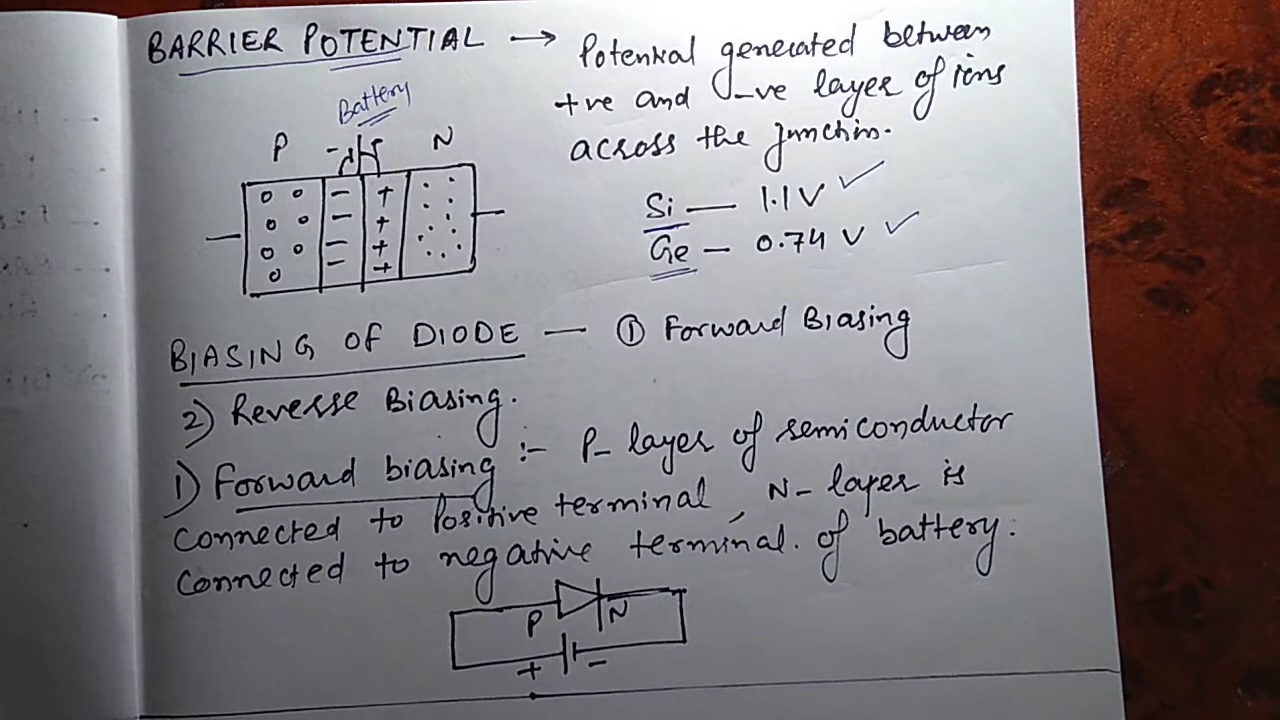 BARRIER POTENTIAL → Potential generated between
+ve and -ve layer of ions
across the junction.
Battery
P - N
Si — 1.1V ✓
Ge — 0.74 V ✓
BIASING OF DIODE — ① Forward Biasing
2) Reverse Biasing.
1) Forward biasing :- P- layer of semiconductor
connected to Positive terminal, N- layer is
connected to negative terminal. of battery.
P N
+ -